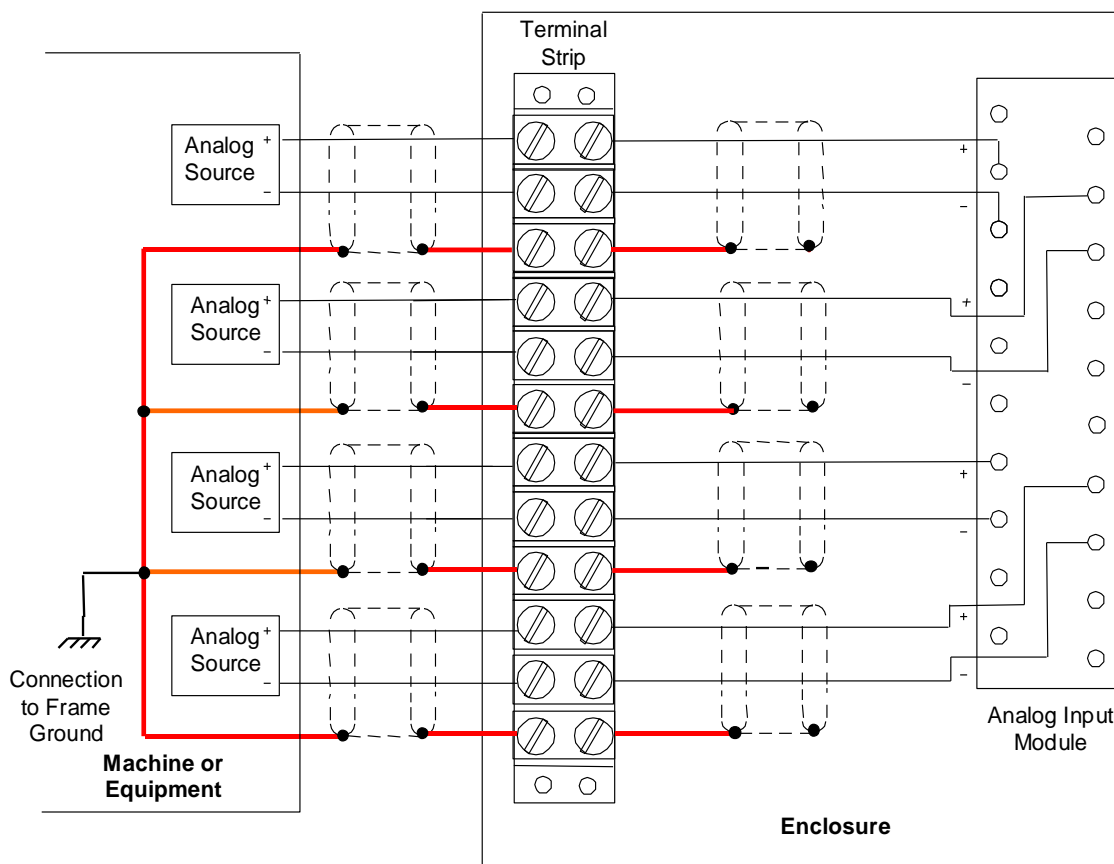 Terminal
Strip
Analog
Source
+
–
+
–
Analog
Source
+
–
+
–
Analog
Source
+
–
+
–
Analog
Source
+
–
+
–
Connection
to Frame
Ground
Machine or
Equipment
Analog Input
Module
Enclosure